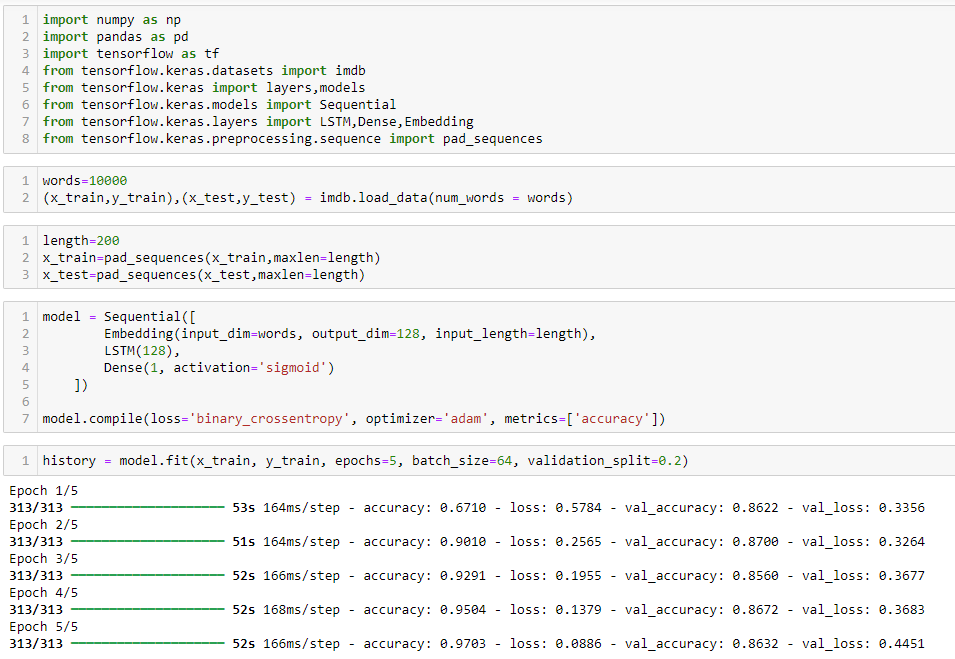 1 import numpy as np
2 import pandas as pd
3 import tensorflow as tf
4 from tensorflow.keras.datasets import imdb
5 from tensorflow.keras import layers,models
6 from tensorflow.keras.models import Sequential
7 from tensorflow.keras.layers import LSTM,Dense,Embedding
8 from tensorflow.keras.preprocessing.sequence import pad_sequences
1 words=10000
2 (x_train,y_train),(x_test,y_test) = imdb.load_data(num_words = words)
1 length=200
2 x_train=pad_sequences(x_train,maxlen=length)
3 x_test=pad_sequences(x_test,maxlen=length)
1 model = Sequential([
2         Embedding(input_dim=words, output_dim=128, input_length=length),
3         LSTM(128),
4         Dense(1, activation='sigmoid')
5     ])
6
7 model.compile(loss='binary_crossentropy', optimizer='adam', metrics=['accuracy'])
1 history = model.fit(x_train, y_train, epochs=5, batch_size=64, validation_split=0.2)
Epoch 1/5
313/313 53s 164ms/step - accuracy: 0.6710 - loss: 0.5784 - val_accuracy: 0.8622 - val_loss: 0.3356
Epoch 2/5
313/313 51s 164ms/step - accuracy: 0.9010 - loss: 0.2565 - val_accuracy: 0.8700 - val_loss: 0.3264
Epoch 3/5
313/313 52s 166ms/step - accuracy: 0.9291 - loss: 0.1955 - val_accuracy: 0.8560 - val_loss: 0.3677
Epoch 4/5
313/313 52s 168ms/step - accuracy: 0.9504 - loss: 0.1379 - val_accuracy: 0.8672 - val_loss: 0.3683
Epoch 5/5
313/313 52s 166ms/step - accuracy: 0.9703 - loss: 0.0886 - val_accuracy: 0.8632 - val_loss: 0.4451